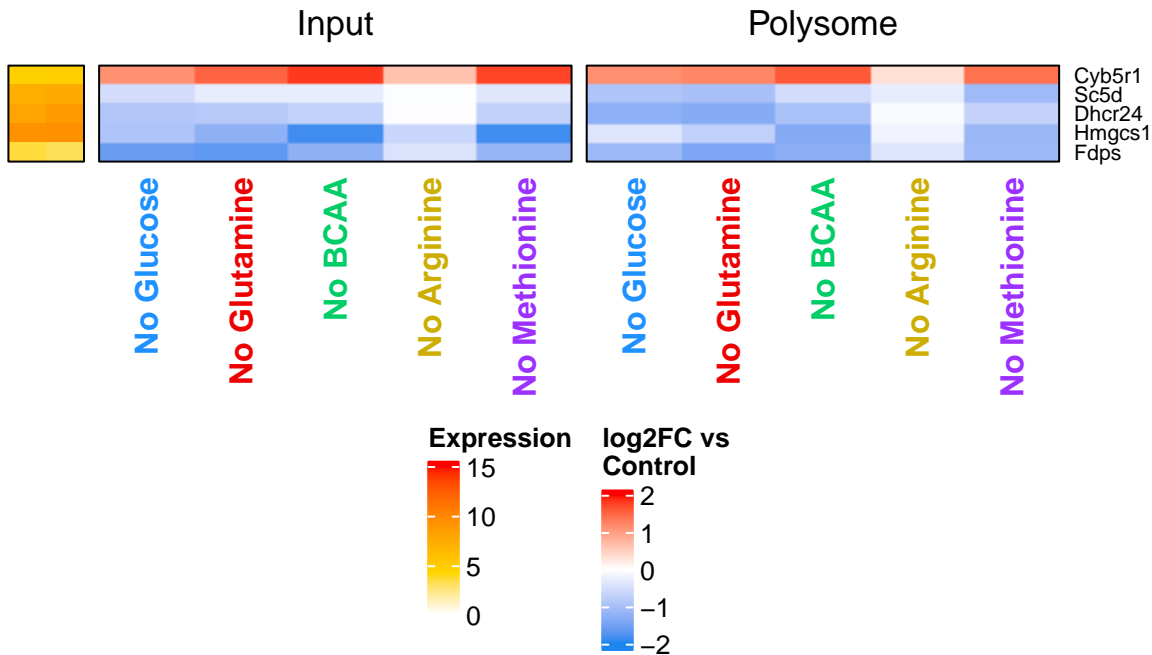 Input
Polysome
Cyb5r1
Sc5d
Dhcr24
Hmgcs1
Fdps
No Glucose
No Glutamine
No BCAA
No Arginine
No Methionine
No Glucose
No Glutamine
No BCAA
No Arginine
No Methionine
Expression
15
10
5
0
log2FC vs
Control
2
1
0
−1
−2